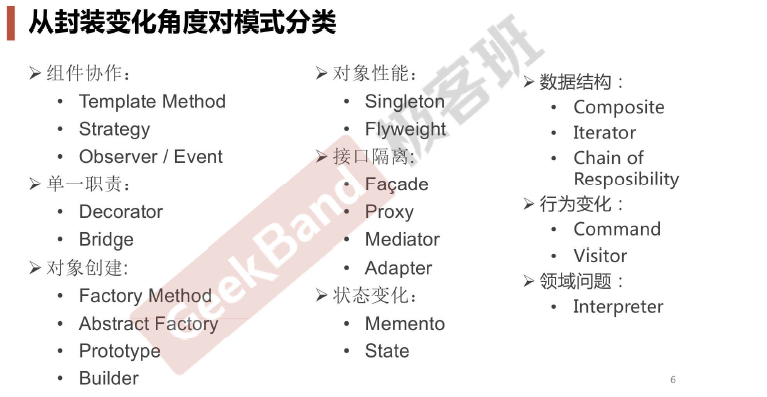 从封装变化角度对模式分类
➢ 组件协作：
• Template Method
• Strategy
• Observer / Event
➢ 单一职责：
• Decorator
• Bridge
➢ 对象创建:
• Factory Method
• Abstract Factory
• Prototype
• Builder
➢ 对象性能：
• Singleton
• Flyweight
➢ 接口隔离:
• Façade
• Proxy
• Mediator
• Adapter
➢ 状态变化：
• Memento
• State
➢ 数据结构：
• Composite
• Iterator
• Chain of
Resposibility
➢ 行为变化：
• Command
• Visitor
➢ 领域问题：
• Interpreter
GeekBand 极客班
6